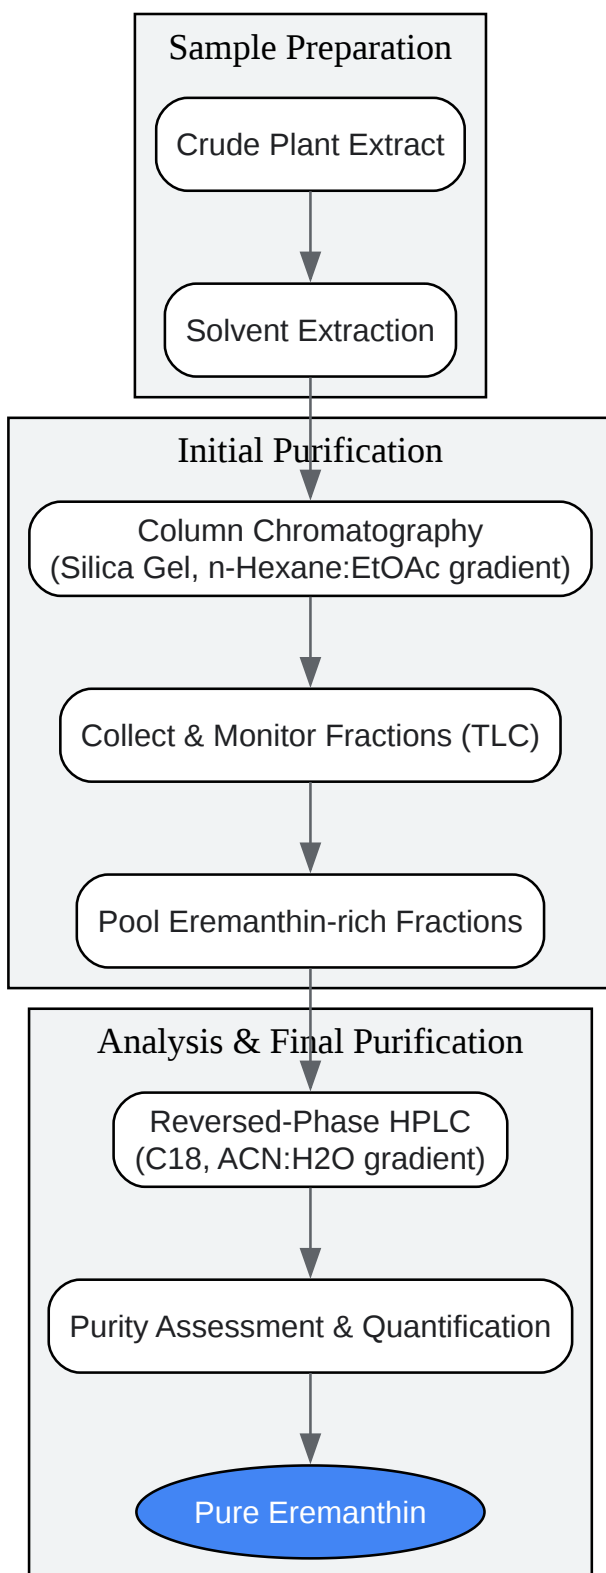 Sample Preparation
Crude Plant Extract
Solvent Extraction
Initial Purification
Column Chromatography
(Silica Gel, n-Hexane:EtOAc gradient)
Collect & Monitor Fractions (TLC)
Pool Eremanthin-rich Fractions
Analysis & Final Purification
Reversed-Phase HPLC
(C18, ACN:H2O gradient)
Purity Assessment & Quantification
Pure Eremanthin